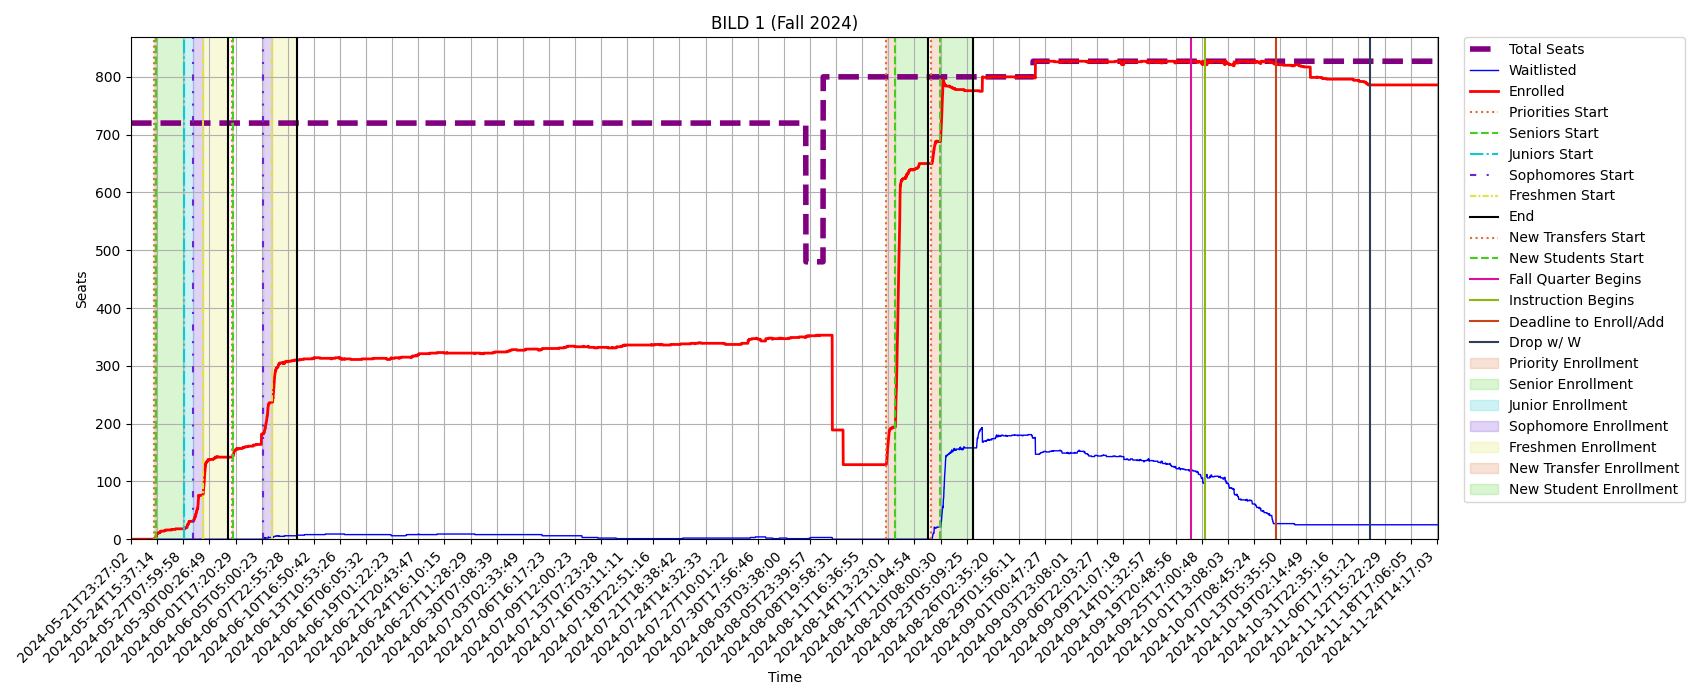 BILD 1 (Fall 2024)
Seats
800
700
600
500
400
300
200
100
0
2024-05-21T23:27:02
2024-05-24T15:37:14
2024-05-27T07:59:58
2024-05-30T00:26:49
2024-06-01T17:20:29
2024-06-05T05:00:23
2024-06-07T22:55:28
2024-06-10T16:50:42
2024-06-13T10:53:26
2024-06-16T06:05:32
2024-06-19T01:22:23
2024-06-21T20:43:47
2024-06-24T16:10:15
2024-06-27T11:28:29
2024-06-30T07:08:39
2024-07-03T02:33:49
2024-07-06T16:17:23
2024-07-09T12:00:23
2024-07-13T07:23:28
2024-07-16T03:11:11
2024-07-18T22:51:16
2024-07-21T18:38:42
2024-07-24T14:32:33
2024-07-27T10:01:22
2024-07-30T17:56:46
2024-08-03T03:38:00
2024-08-05T23:39:57
2024-08-08T19:58:31
2024-08-11T16:36:55
2024-08-14T13:23:01
2024-08-17T11:04:54
2024-08-20T08:00:30
2024-08-23T05:09:25
2024-08-26T02:35:20
2024-08-29T01:56:11
2024-09-01T00:47:27
2024-09-03T23:08:01
2024-09-06T22:03:27
2024-09-09T21:07:18
2024-09-14T01:32:57
2024-09-19T20:48:56
2024-09-25T17:00:48
2024-10-01T13:08:03
2024-10-07T08:45:24
2024-10-13T05:35:50
2024-10-19T02:14:49
2024-10-31T22:35:16
2024-11-06T17:51:21
2024-11-12T15:22:29
2024-11-18T17:06:05
2024-11-24T14:17:03
Time
Total Seats
Waitlisted
Enrolled
Priorities Start
Seniors Start
Juniors Start
Sophomores Start
Freshmen Start
End
New Transfers Start
New Students Start
Fall Quarter Begins
Instruction Begins
Deadline to Enroll/Add
Drop w/ W
Priority Enrollment
Senior Enrollment
Junior Enrollment
Sophomore Enrollment
Freshmen Enrollment
New Transfer Enrollment
New Student Enrollment